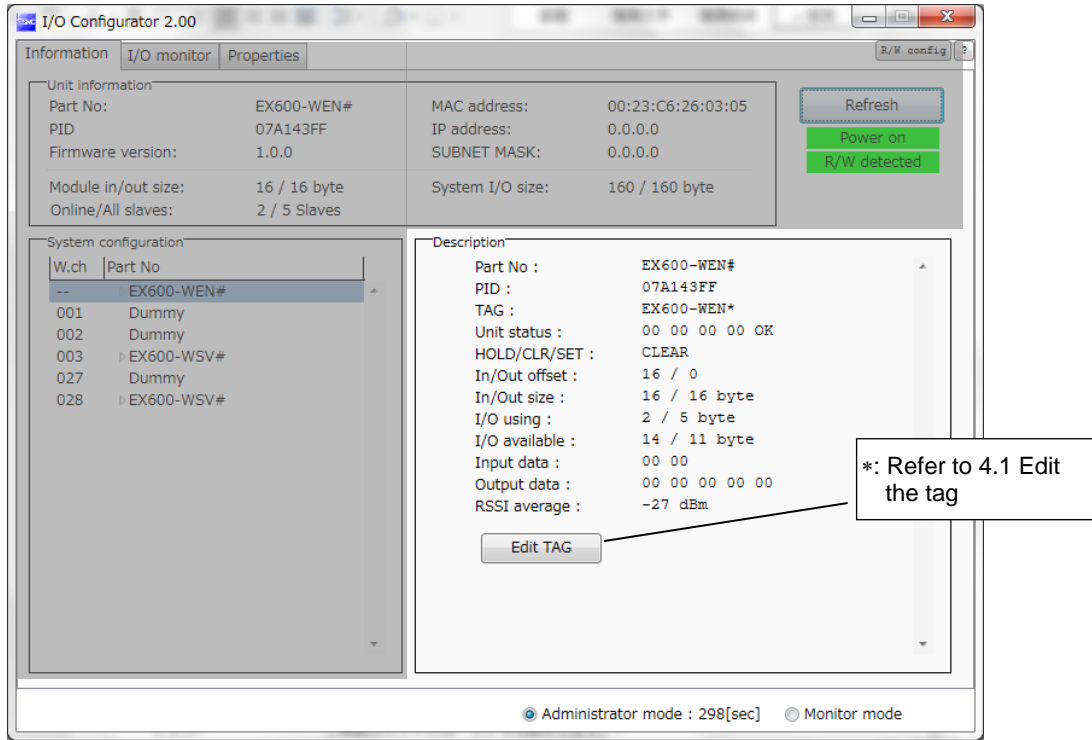 I/O Configurator 2.00
Information I/O monitor Properties R/W config ?
Unit information
Part No: EX600-WEN# MAC address: 00:23:C6:26:03:05 Refresh
PID 07A143FF IP address: 0.0.0.0 Power on
Firmware version: 1.0.0 SUBNET MASK: 0.0.0.0 R/W detected
Module in/out size: 16 / 16 byte System I/O size: 160 / 160 byte
Online/All slaves: 2 / 5 Slaves
System configuration
W.ch Part No
-- EX600-WEN#
001 Dummy
002 Dummy
003 EX600-WSV#
027 Dummy
028 EX600-WSV#
Description
Part No : EX600-WEN#
PID : 07A143FF
TAG : EX600-WEN*
Unit status : 00 00 00 00 OK
HOLD/CLR/SET : CLEAR
In/Out offset : 16 / 0
In/Out size : 16 / 16 byte
I/O using : 2 / 5 byte
I/O available : 14 / 11 byte
Input data : 00 00
Output data : 00 00 00 00 00
RSSI average : -27 dBm
Edit TAG
*: Refer to 4.1 Edit
the tag
Administrator mode : 298[sec] Monitor mode